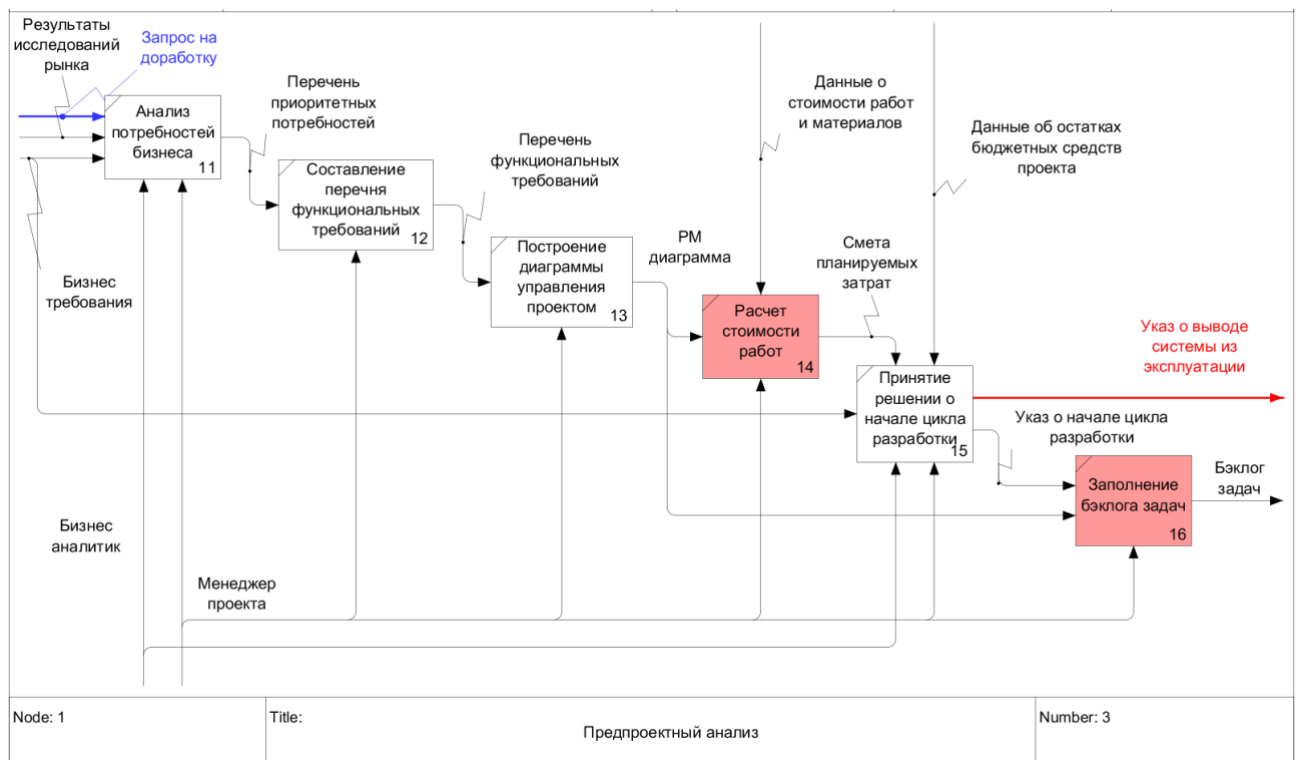 Результаты
исследований
рынка
Запрос на
доработку
Анализ
потребностей
бизнеса
11
Перечень
приоритетных
потребностей
Составление
перечня
функциональных
требований
12
Перечень
функциональных
требований
Построение
диаграммы
управления
проектом
13
РМ
диаграмма
Данные о
стоимости работ
и материалов
Данные об остатках
бюджетных средств
проекта
Расчет
стоимости
работ
14
Смета
планируемых
затрат
Принятие
решении о
начале цикла
разработки
15
Указ о выводе
системы из
эксплуатации
Указ о начале цикла
разработки
Заполнение
бэклога задач
16
Бэклог
задач
Бизнес
требования
Бизнес
аналитик
Менеджер
проекта
Node: 1
Title:
Предпроектный анализ
Number: 3